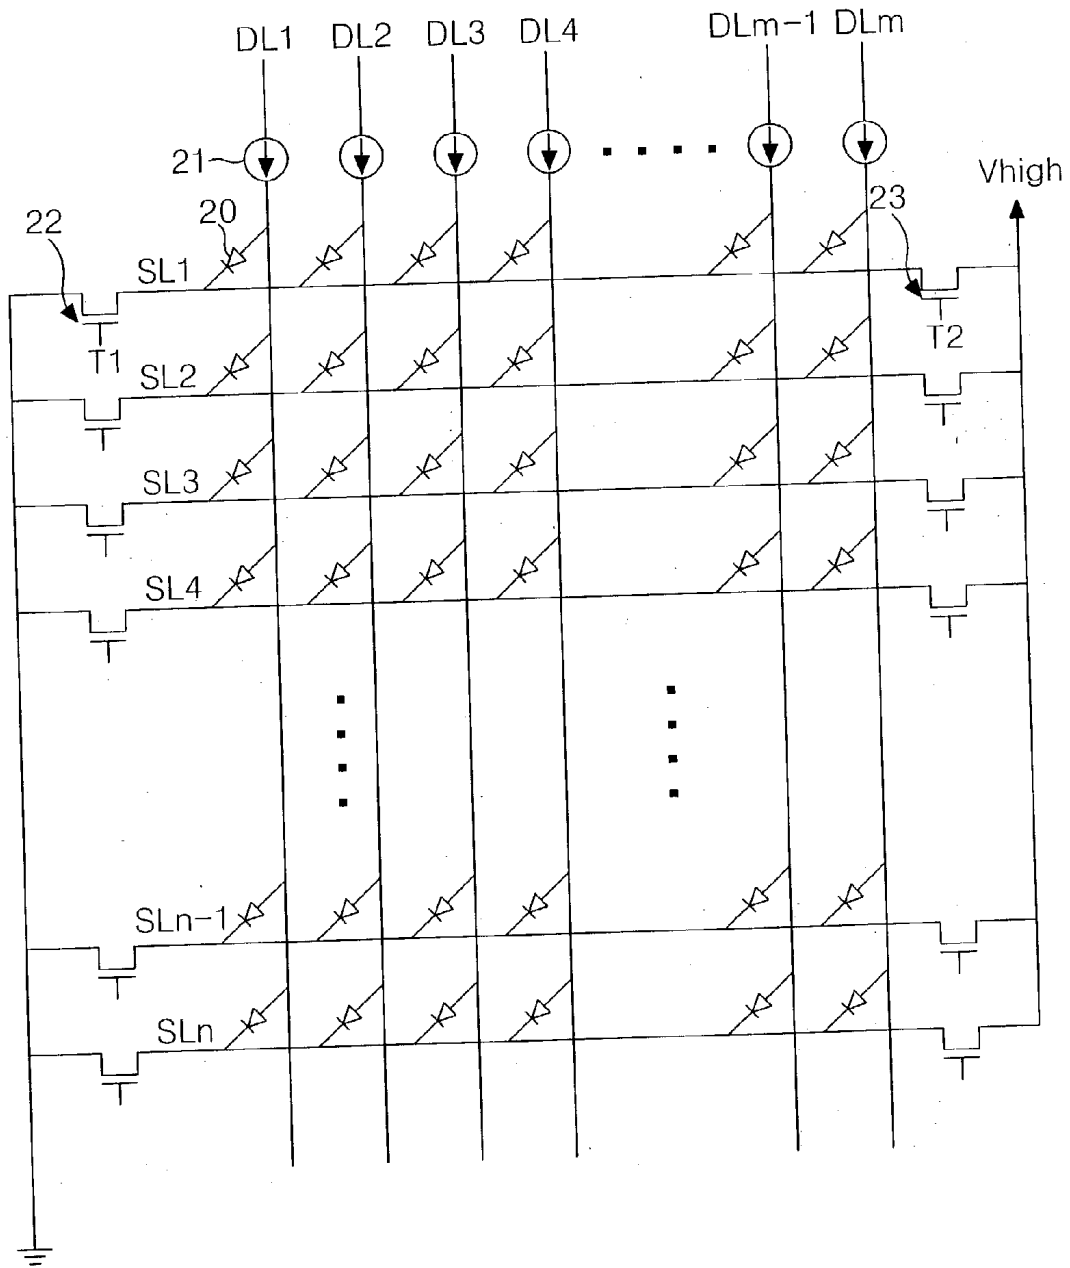 DL1 DL2 DL3 DL4 DLm-1 DLm
21
Vhigh
22 20 23
SL1
T1 T2
SL2
SL3
SL4
SLn-1
SLn